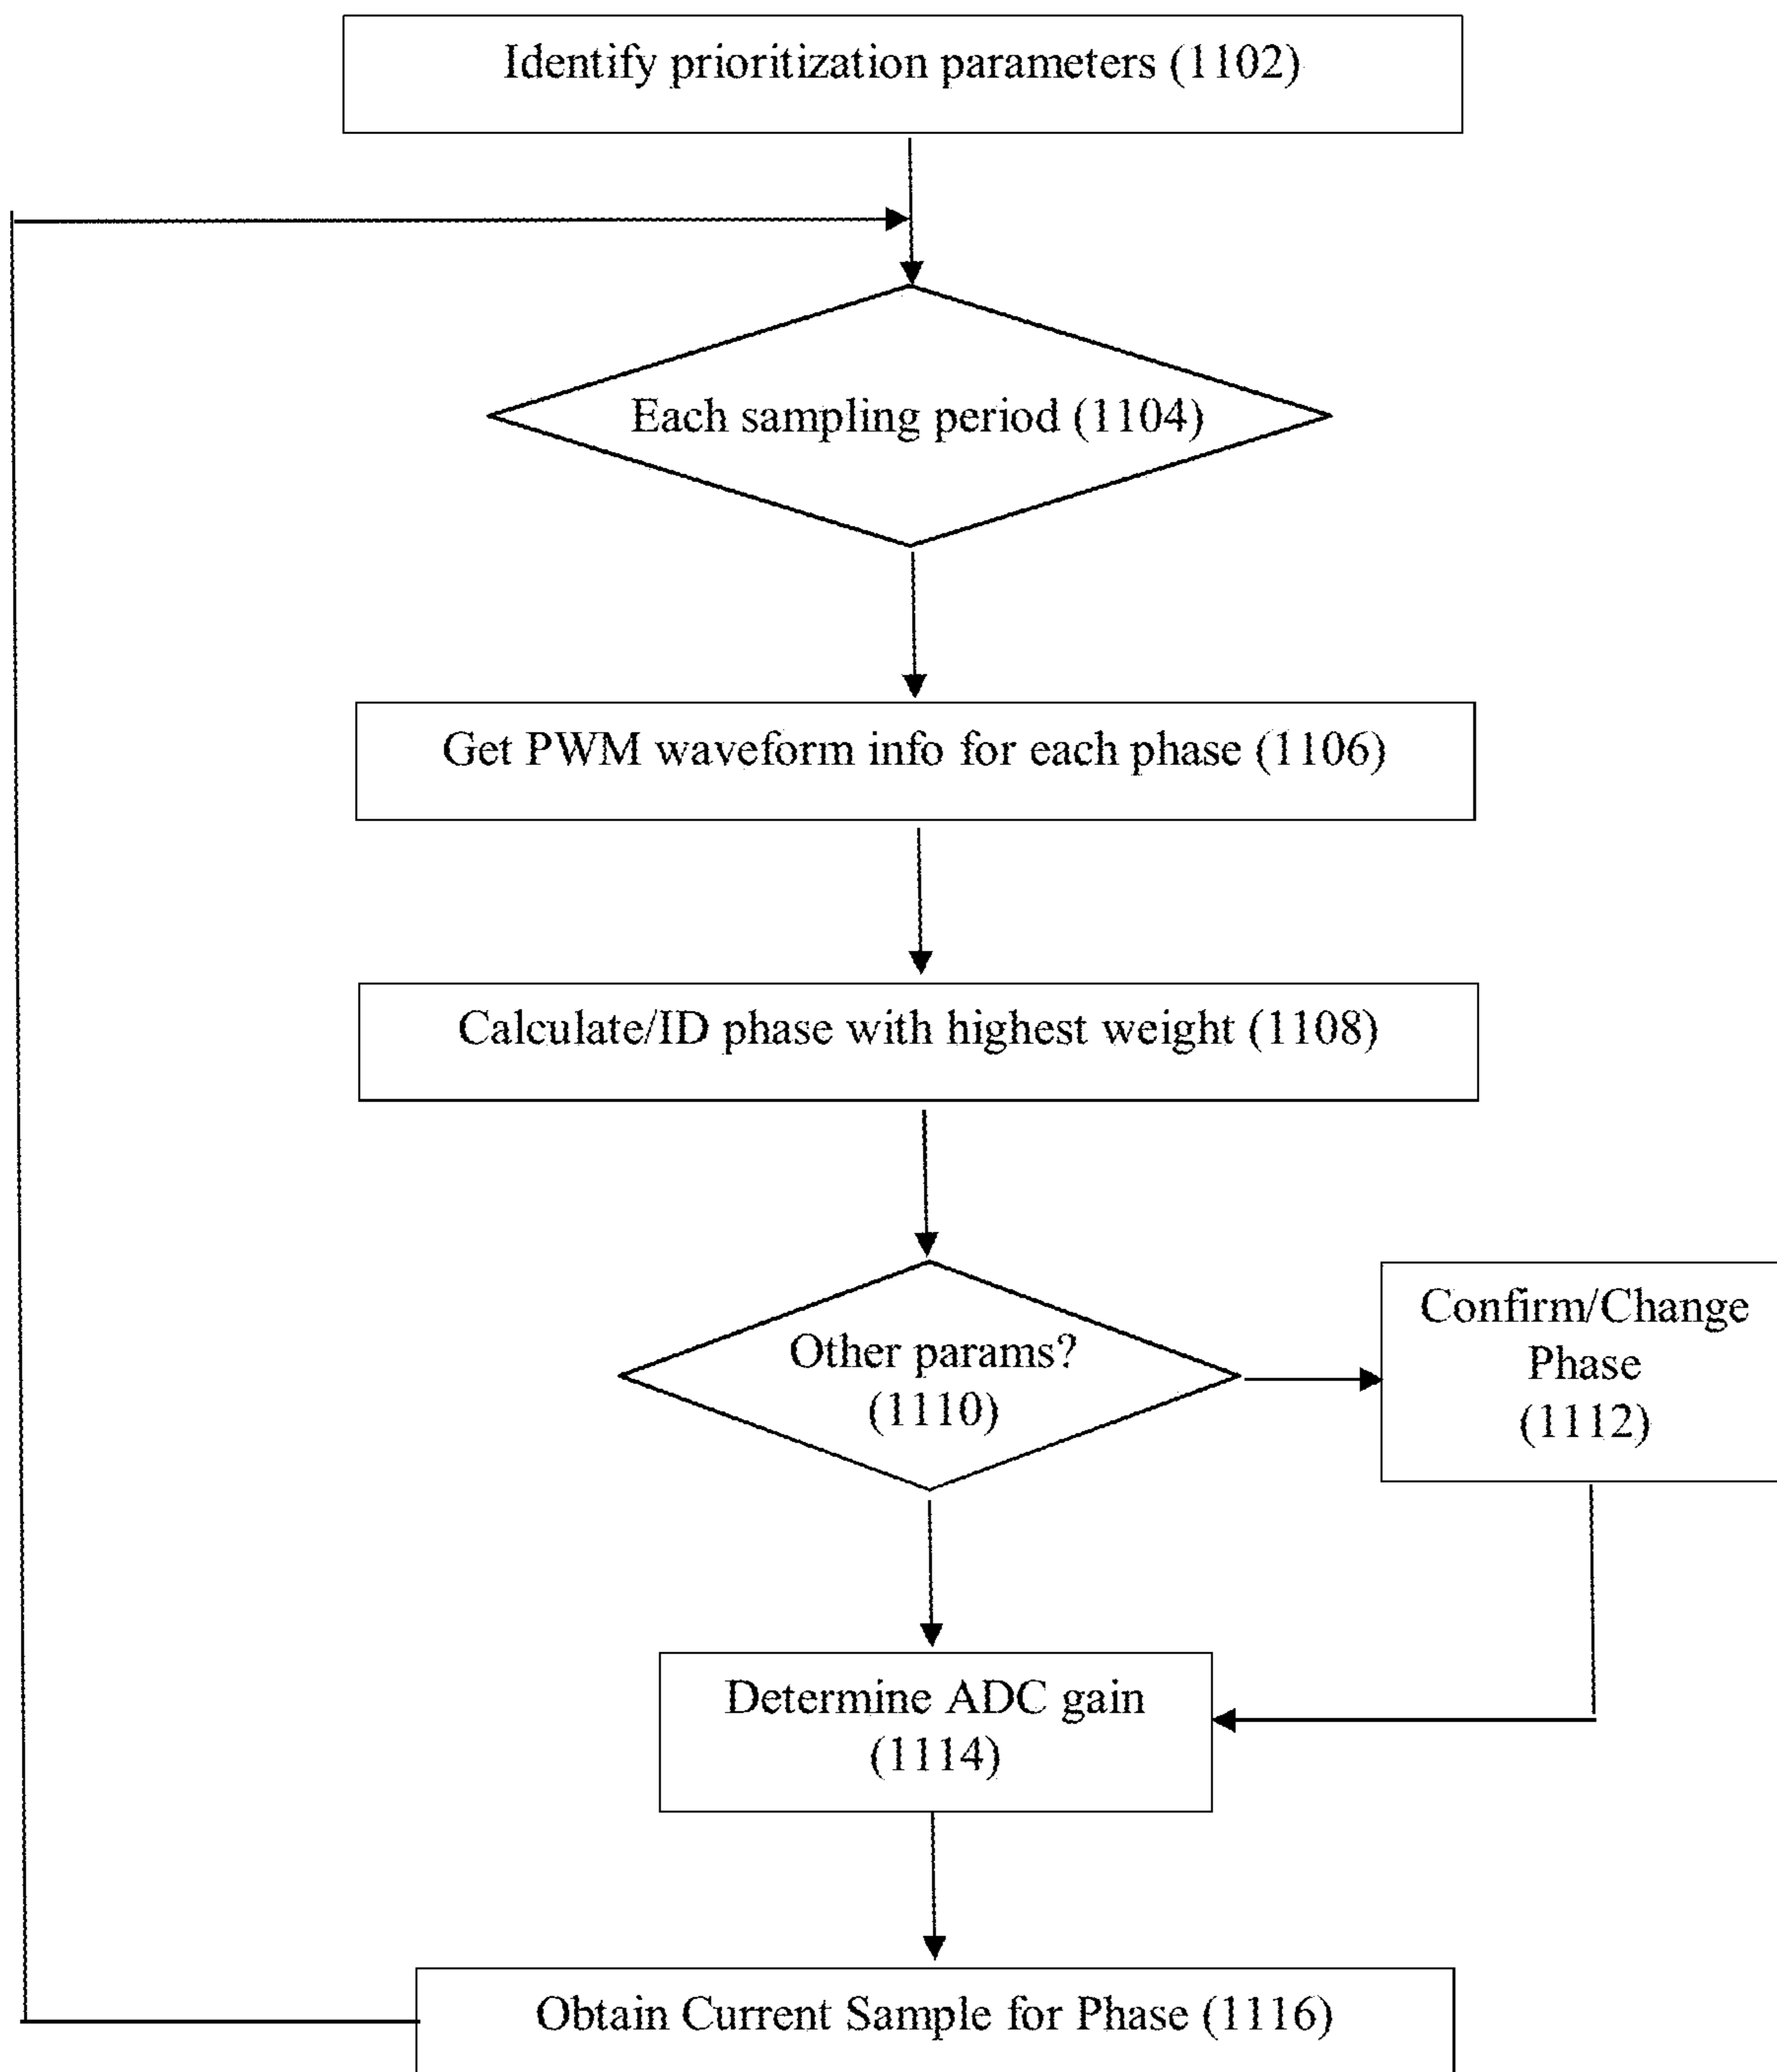 Identify prioritization parameters (1102)
Each sampling period (1104)
Get PWM waveform info for each phase (1106)
Calculate/ID phase with highest weight (1108)
Other params?
(1110)
Confirm/Change
Phase
(1112)
Determine ADC gain
(1114)
Obtain Current Sample for Phase (1116)